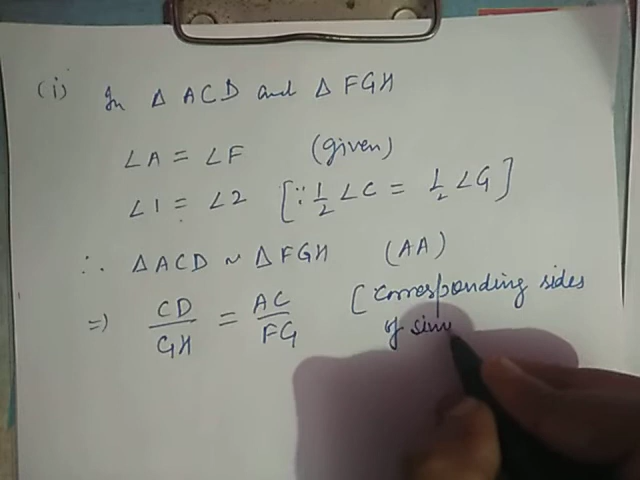 (i) In △ ACD and △ FGH
∠A = ∠F (given)
∠1 = ∠2 [∵ 1/2 ∠C = 1/2 ∠G]
∴ △ACD ~ △FGH (AA)
⇒ CD/GH = AC/FG [corresponding sides
of sim